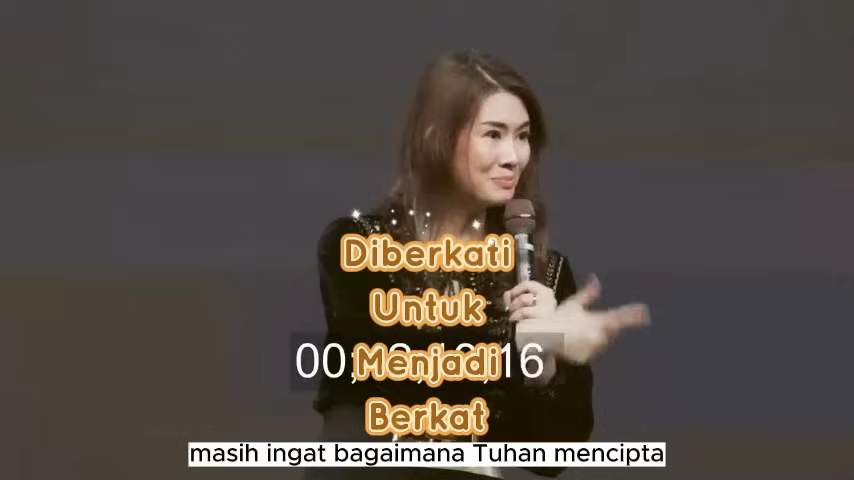 Diberkati
Untuk
Menjadi
Berkat
masih ingat bagaimana Tuhan mencipta